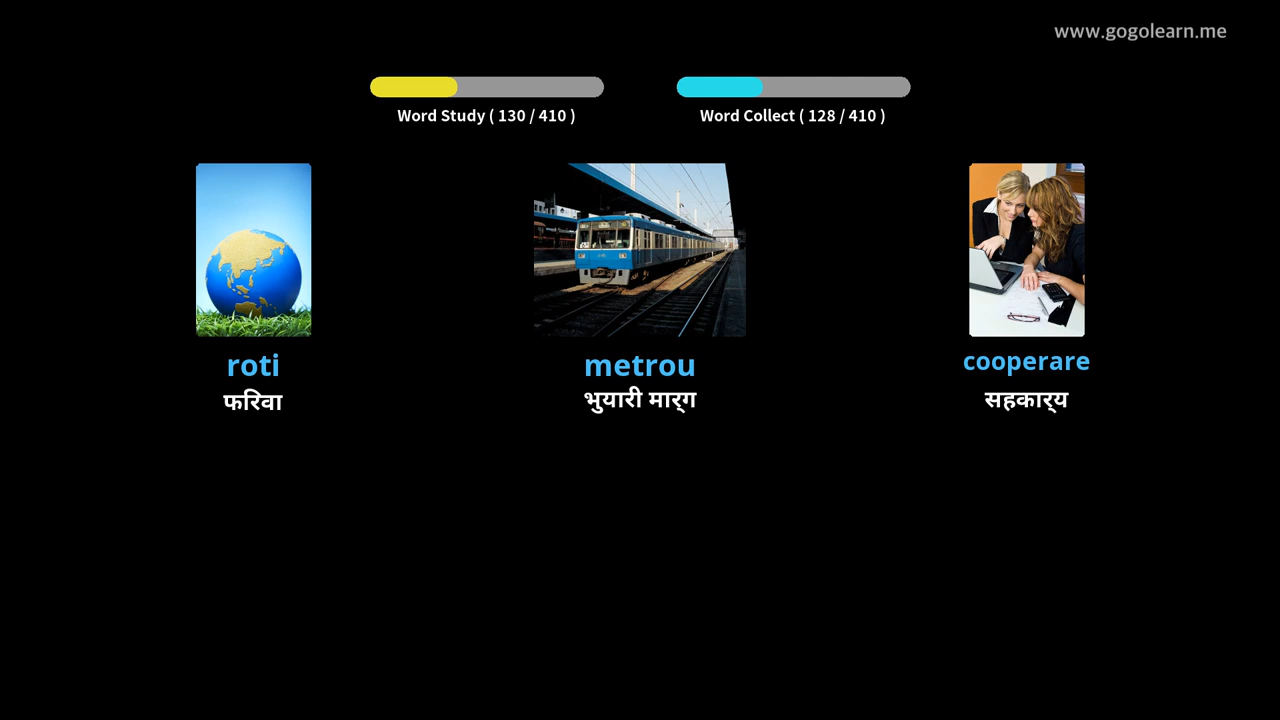 www.gogolearn.me
Word Study ( 130 / 410 )
Word Collect ( 128 / 410 )
roti
metrou
cooperare
फरिवा
भुयारी मार्‌ग
सहकार्‌य